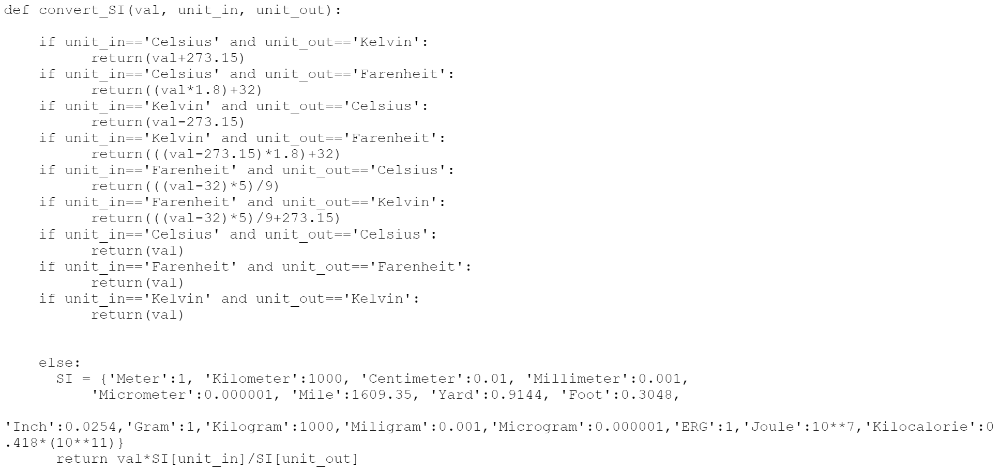 def convert_SI(val, unit_in, unit_out):
    if unit_in=='Celsius' and unit_out=='Kelvin':
          return(val+273.15)
    if unit_in=='Celsius' and unit_out=='Farenheit':
          return((val*1.8)+32)
    if unit_in=='Kelvin' and unit_out=='Celsius':
          return(val-273.15)
    if unit_in=='Kelvin' and unit_out=='Farenheit':
          return(((val-273.15)*1.8)+32)
    if unit_in=='Farenheit' and unit_out=='Celsius':
          return(((val-32)*5)/9)
    if unit_in=='Farenheit' and unit_out=='Kelvin':
          return(((val-32)*5)/9+273.15)
    if unit_in=='Celsius' and unit_out=='Celsius':
          return(val)
    if unit_in=='Farenheit' and unit_out=='Farenheit':
          return(val)
    if unit_in=='Kelvin' and unit_out=='Kelvin':
          return(val)
    else:
      SI = {'Meter':1, 'Kilometer':1000, 'Centimeter':0.01, 'Millimeter':0.001,
          'Micrometer':0.000001, 'Mile':1609.35, 'Yard':0.9144, 'Foot':0.3048,
'Inch':0.0254,'Gram':1,'Kilogram':1000,'Miligram':0.001,'Microgram':0.000001,'ERG':1,'Joule':10**7,'Kilocalorie':0
.418*(10**11)}
      return val*SI[unit_in]/SI[unit_out]